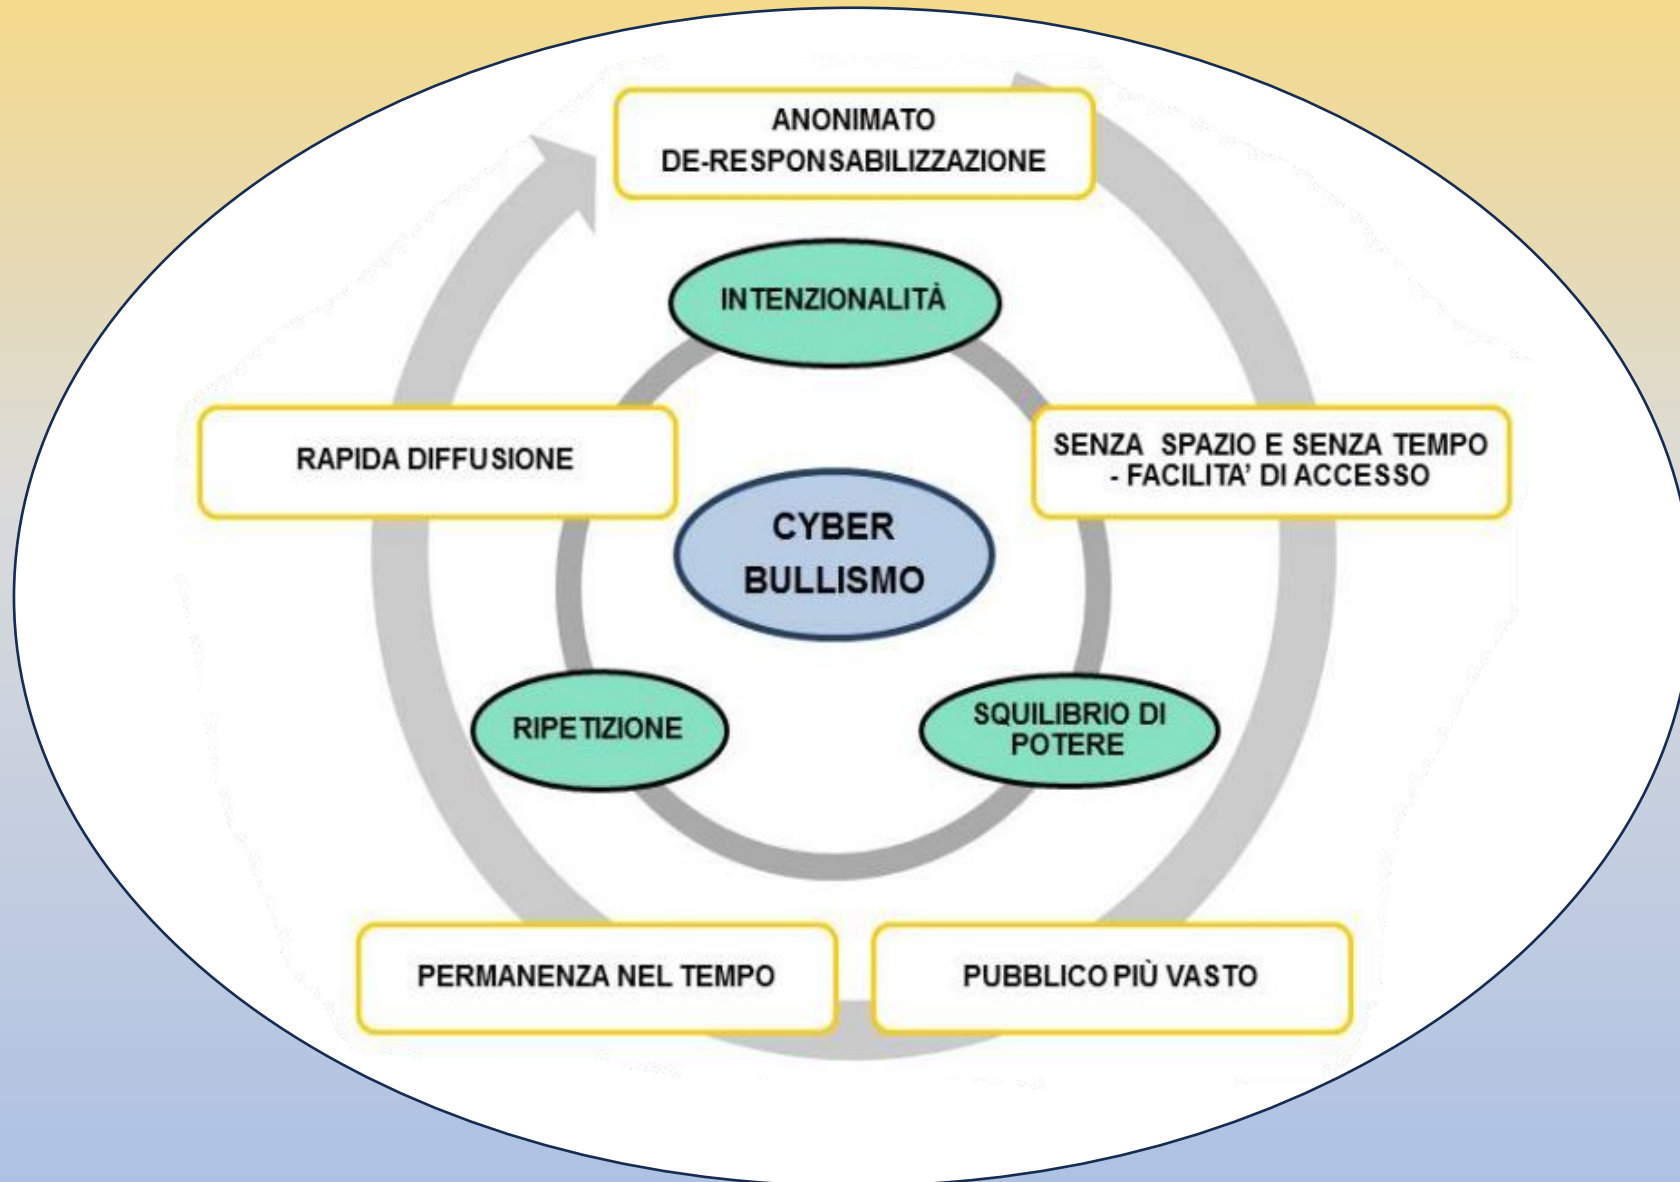 ANONIMATO
DE-RESPONSABILIZZAZIONE
INTENZIONALITÀ
RAPIDA DIFFUSIONE
SENZA SPAZIO E SENZA TEMPO
- FACILITA' DI ACCESSO
CYBER
BULLISMO
RIPETIZIONE
SQUILIBRIO DI
POTERE
PERMANENZA NEL TEMPO
PUBBLICO PIÙ VASTO